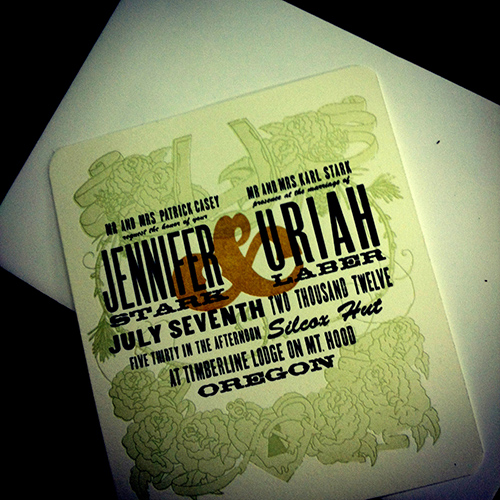 MR AND MRS PATRICK CASEY MR AND MRS KARL STARK
request the honor of your presence at the marriage of
JENNIFER & URIAH
STARK LABER
JULY SEVENTH TWO THOUSAND TWELVE
FIVE THIRTY IN THE AFTERNOON Silcox Hut
AT TIMBERLINE LODGE ON MT. HOOD
OREGON